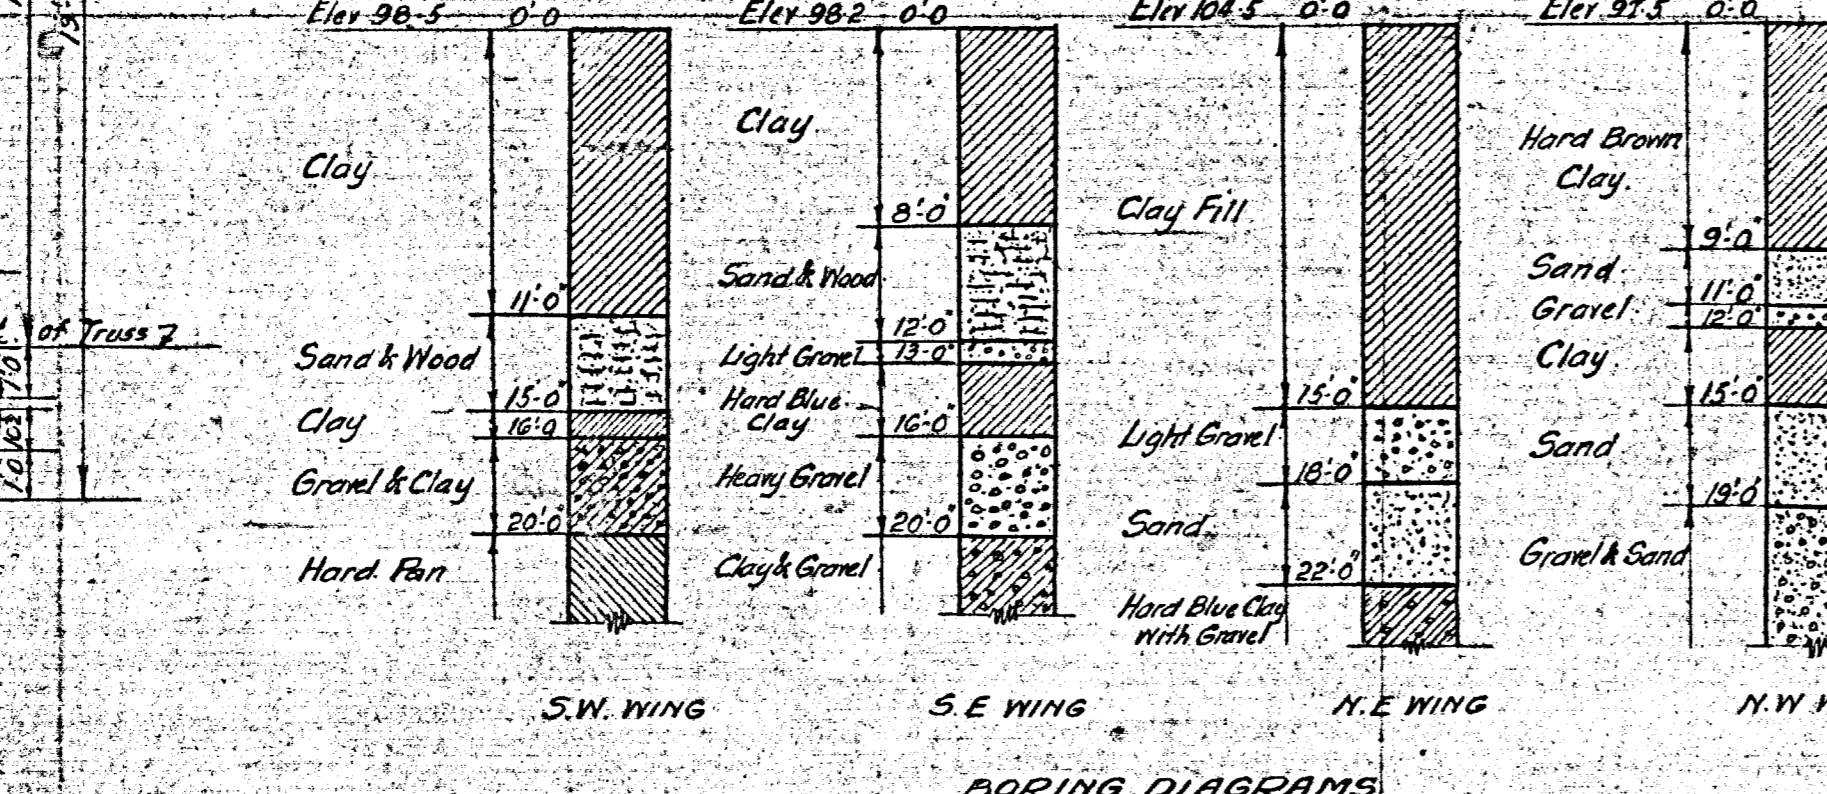 Elev 98.5 0'-0
Clay
11'-0"
Sand & Wood
15'-0"
Clay
16'-0
Gravel & Clay
20'-0"
Hard Pan
S.W. WING
Elev 98.2 0'-0
Clay.
8'-0"
Sand & Wood
12'-0"
Light Gravel
13'-0"
Hard Blue
Clay
16'-0"
Heavy Gravel
20'-0"
Clay & Gravel
S.E WING
Elev 104.5 0-0
Clay Fill
15'-0"
Light Gravel
18'-0"
Sand
22'-0"
Hard Blue Clay
With Gravel
N.E WING
Elev 97.5 0-0
Hard Brown
Clay.
9'-0"
Sand
11'-0"
Gravel
12'-0"
Clay
15'-0"
Sand
19'-0"
Gravel & Sand
N.W
of Truss 7
1'-0
BORING DIAGRAMS